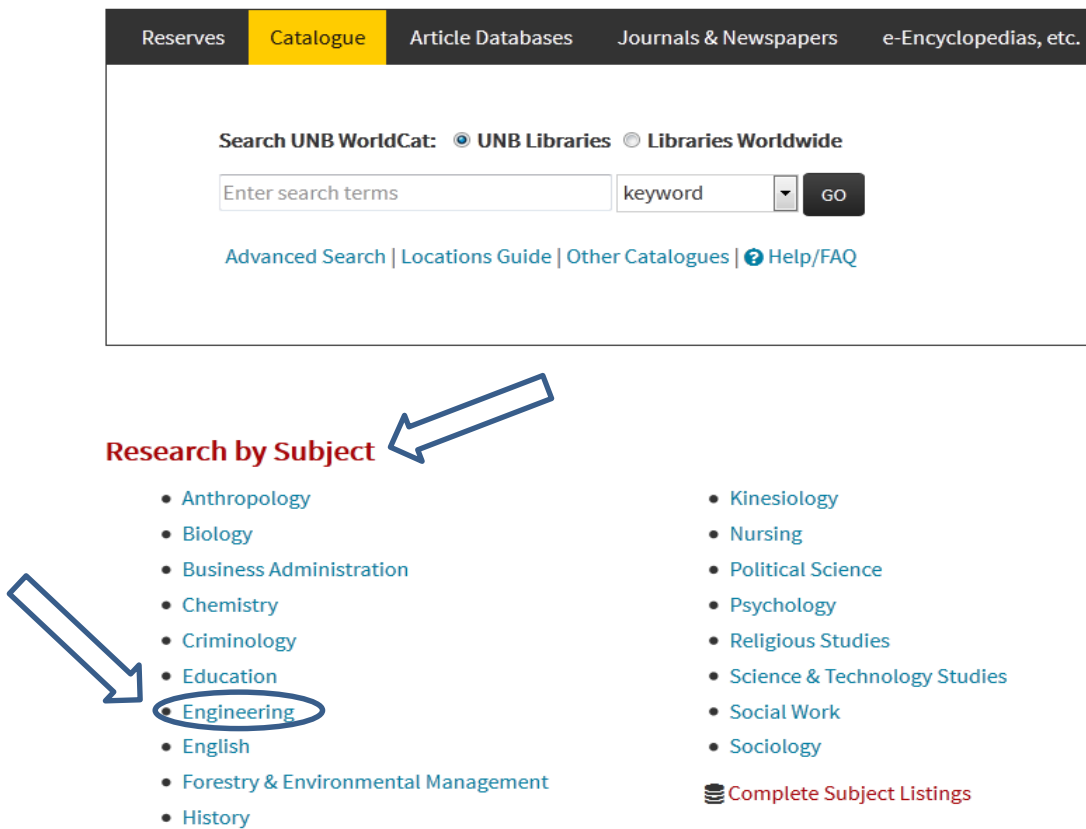 Reserves Catalogue Article Databases Journals & Newspapers e-Encyclopedias, etc.
Search UNB WorldCat: UNB Libraries Libraries Worldwide
Enter search terms keyword GO
Advanced Search | Locations Guide | Other Catalogues | Help/FAQ
Research by Subject
Anthropology
Biology
Business Administration
Chemistry
Criminology
Education
Engineering
English
Forestry & Environmental Management
History
Kinesiology
Nursing
Political Science
Psychology
Religious Studies
Science & Technology Studies
Social Work
Sociology
Complete Subject Listings